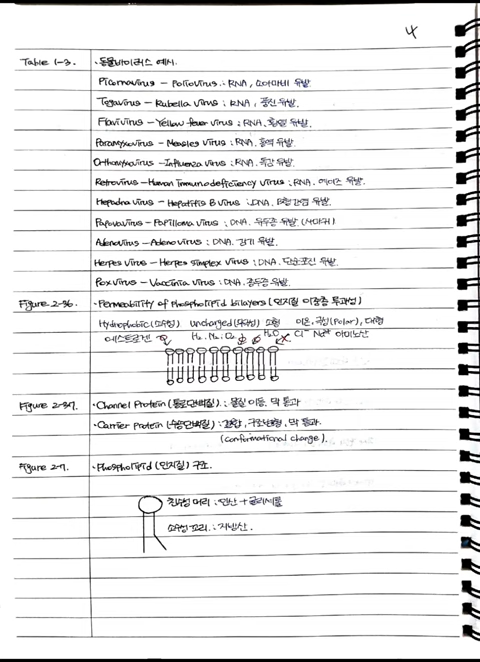 4
Table 1-3. · 동물바이러스 예시.
Picornavirus - Poliovirus : RNA, 소아마비 유발
Togavirus - Rubella virus : RNA, 풍진 유발.
Flavivirus - Yellow fever virus : RNA. 황열 유발.
Paramyxovirus - Measles virus : RNA. 홍역 유발.
Orthomyxovirus - Influenza virus : RNA. 독감 유발.
Retrovirus - Human Immunodeficiency virus : RNA. 에이즈 유발.
Hepadna virus - Hepatitis B virus : DNA. B형 간염 유발.
Papovavirus - Papilloma virus : DNA. 유두종 유발 (사마귀).
Adenovirus - Adenovirus : DNA. 감기 유발.
Herpes virus - Herpes simplex virus : DNA. 단순포진 유발.
Poxvirus - Vaccinia virus : DNA. 유발.
Figure 2-36. · Permeability of phospholipid bilayers (인지질 이중층 투과성)
Hydrophobic (소수성) uncharged (무극성) 소형 이온, 극성 (Polar), 대형
에스트로겐 H₂. N₂. O₂. H₂O Cl⁻ Na⁺ 아미노산
Figure 2-37. · Channel Protein (통로단백질) : 물질 이동. 막 통과
· Carrier protein (수송단백질) : 결합, 구조변형, 막 통과.
(conformational change).
Figure 2-7. · Phospholipid (인지질) 구조.
친수성 머리 : 인산 + 글리세롤
소수성 꼬리 : 지방산.